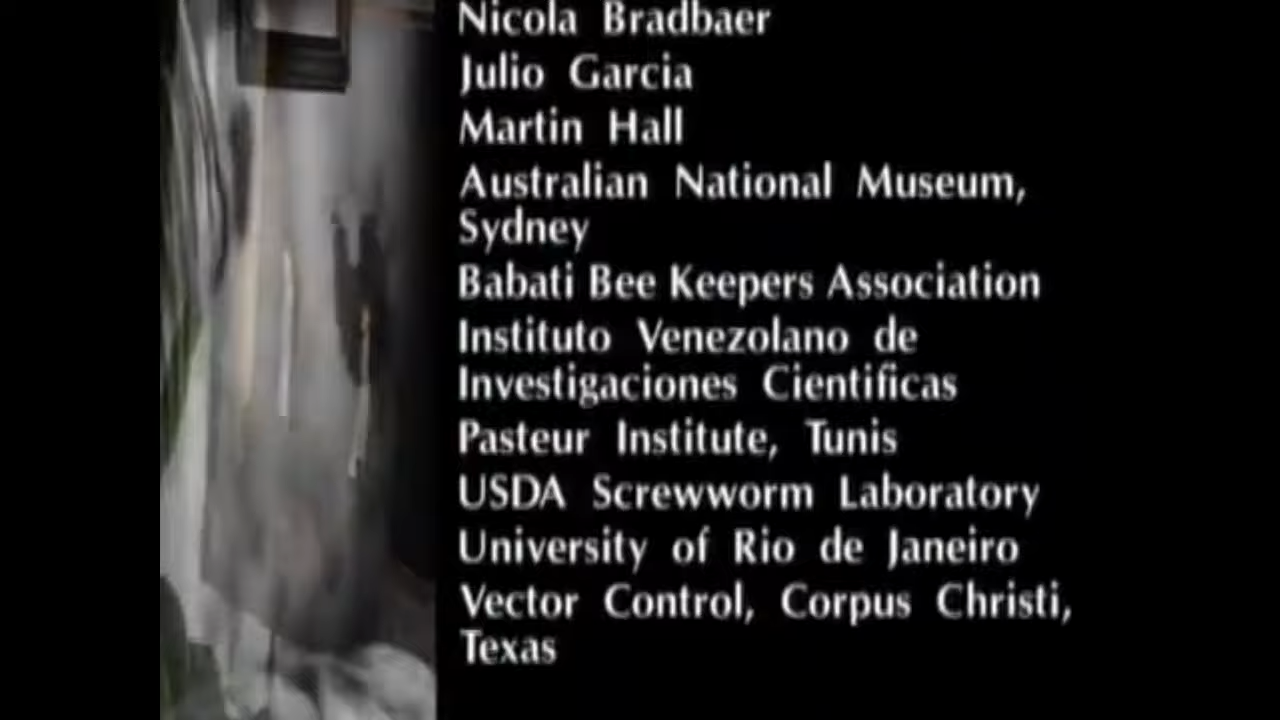 Nicola Bradbaer
Julio Garcia
Martin Hall
Australian National Museum,
Sydney
Babati Bee Keepers Association
Instituto Venezolano de
Investigaciones Cientificas
Pasteur Institute, Tunis
USDA Screwworm Laboratory
University of Rio de Janeiro
Vector Control, Corpus Christi,
Texas